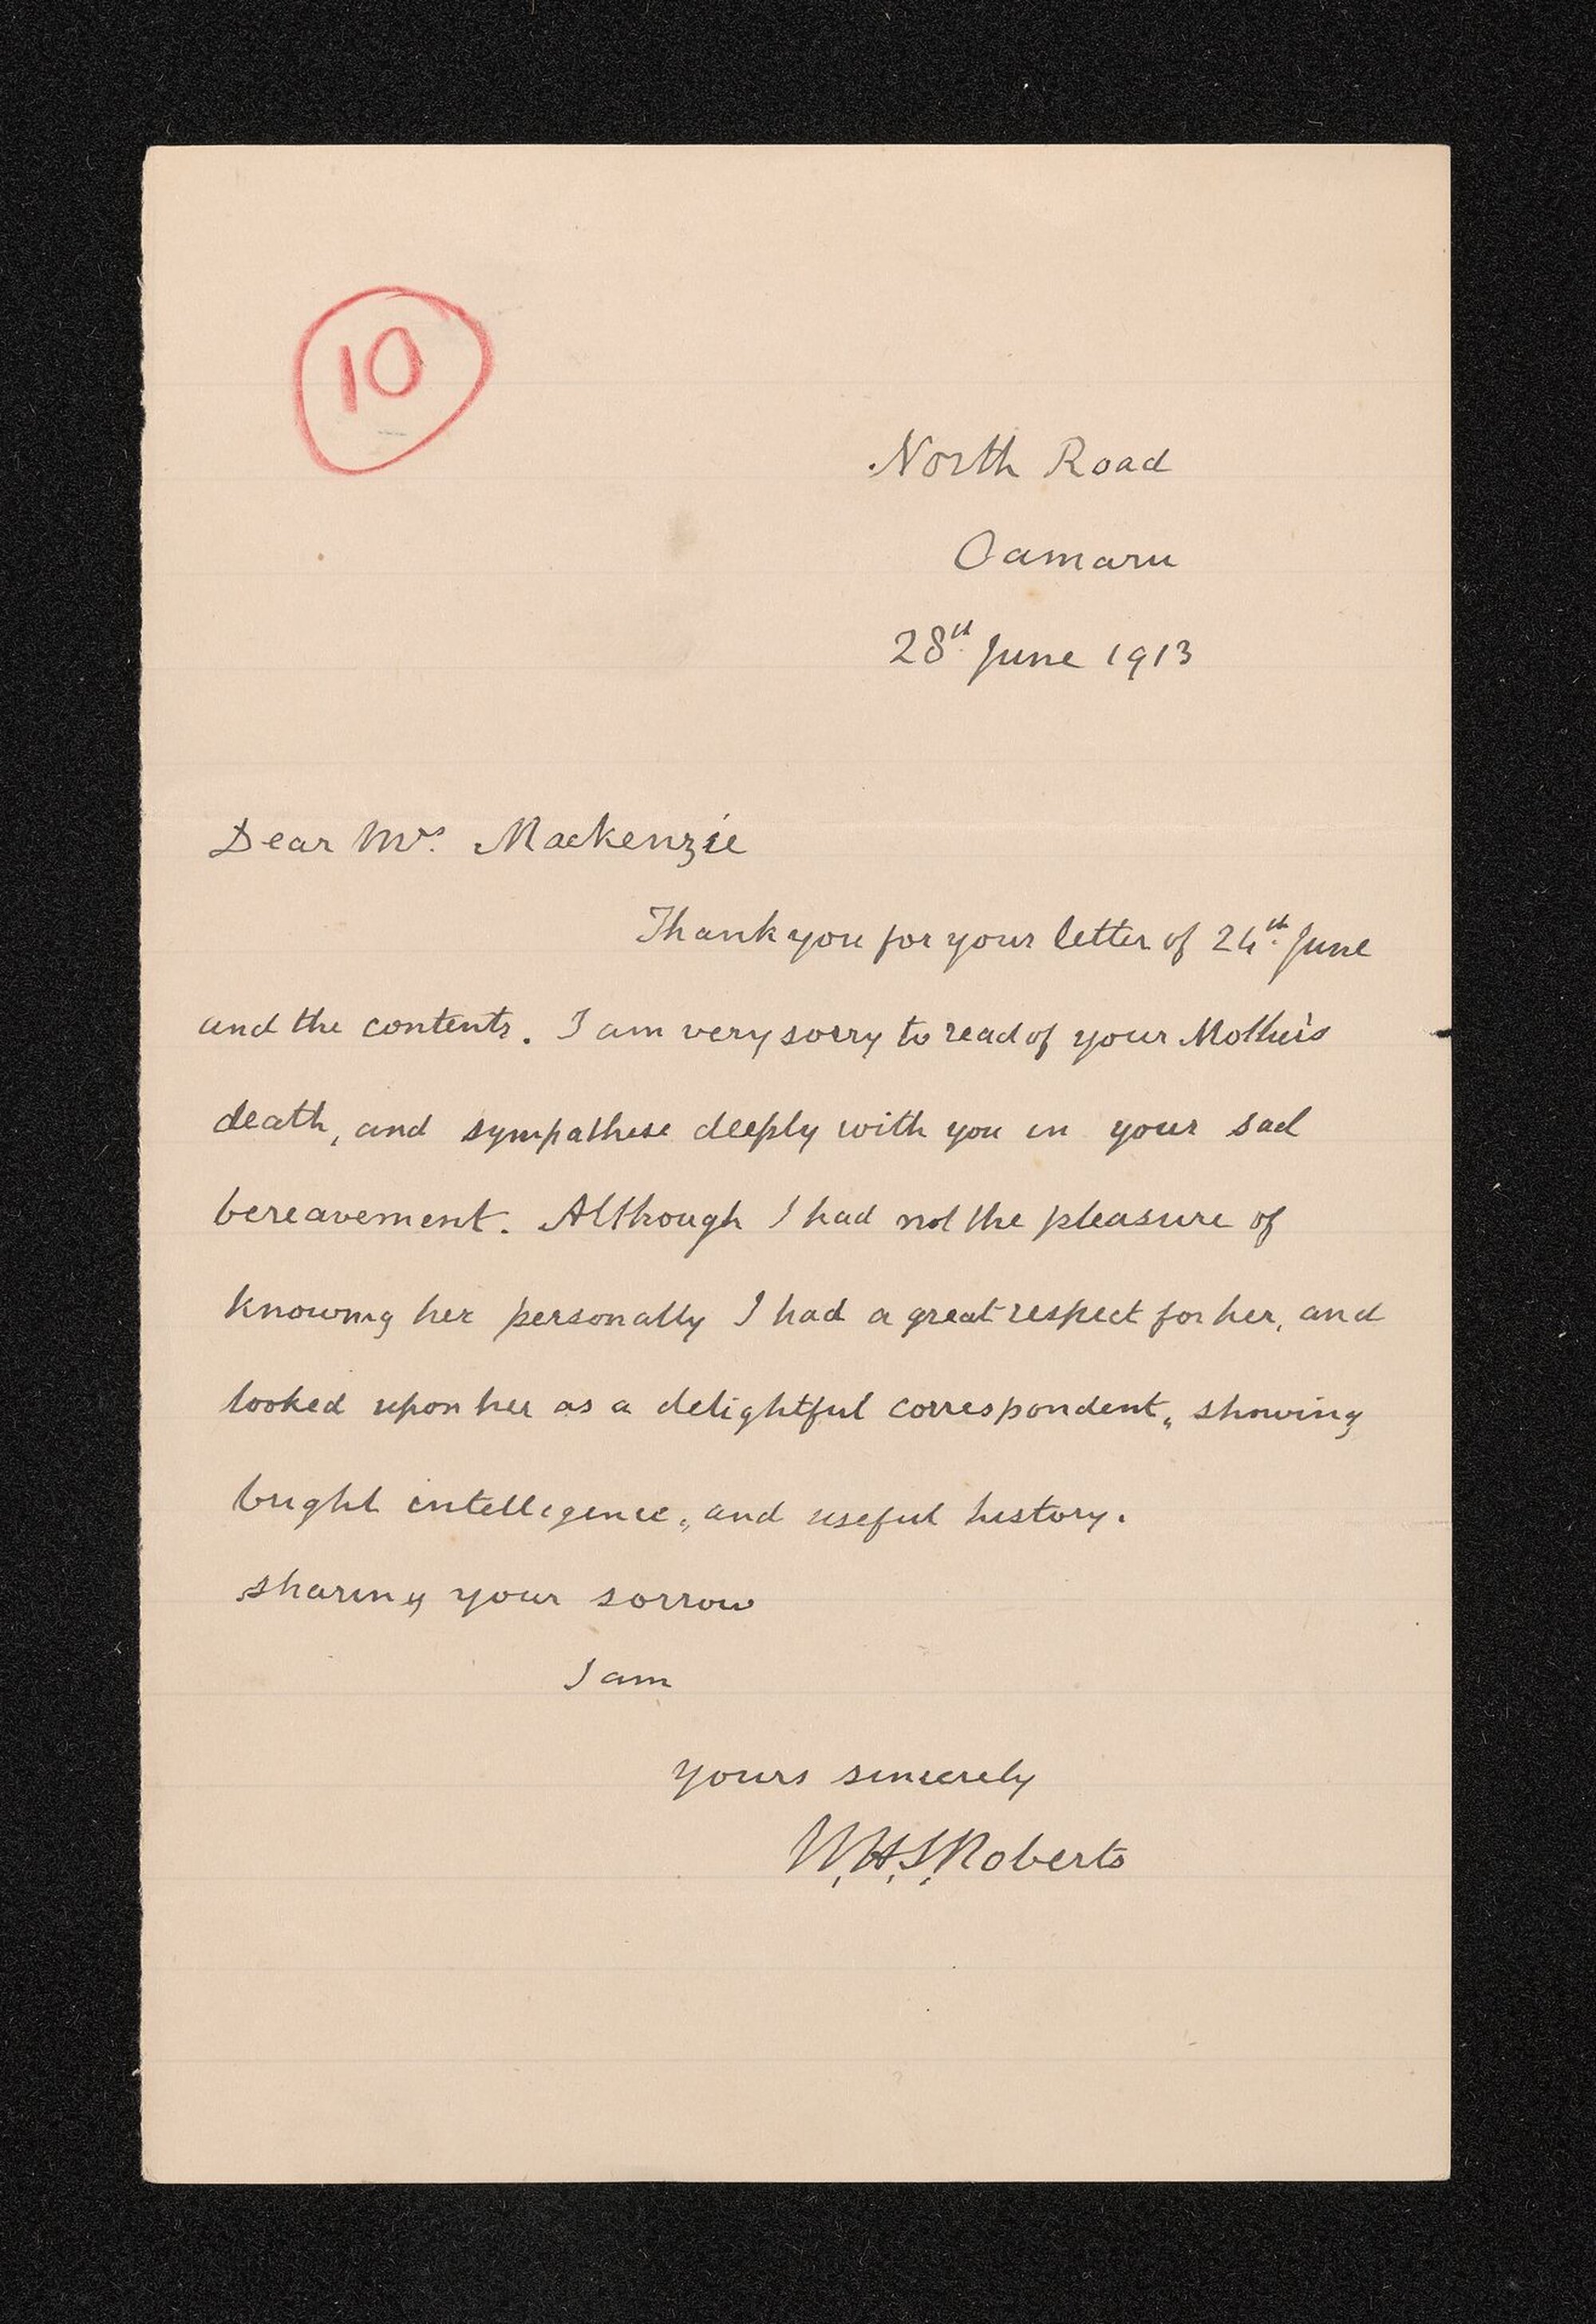 10
North Road
Oamaru
28th June 1913
Dear Mrs. Mackenzie
Thank you for your letter of 24th June
and the contents. I am very sorry to read of your Mother's
death, and sympathise deeply with you in your sad
bereavement. Although I had not the pleasure of
knowing her personally I had a great respect for her, and
looked upon her as a delightful correspondent, showing
bright intelligence, and useful history.
sharing your sorrow
I am
yours sincerely
W.H.S. Roberts